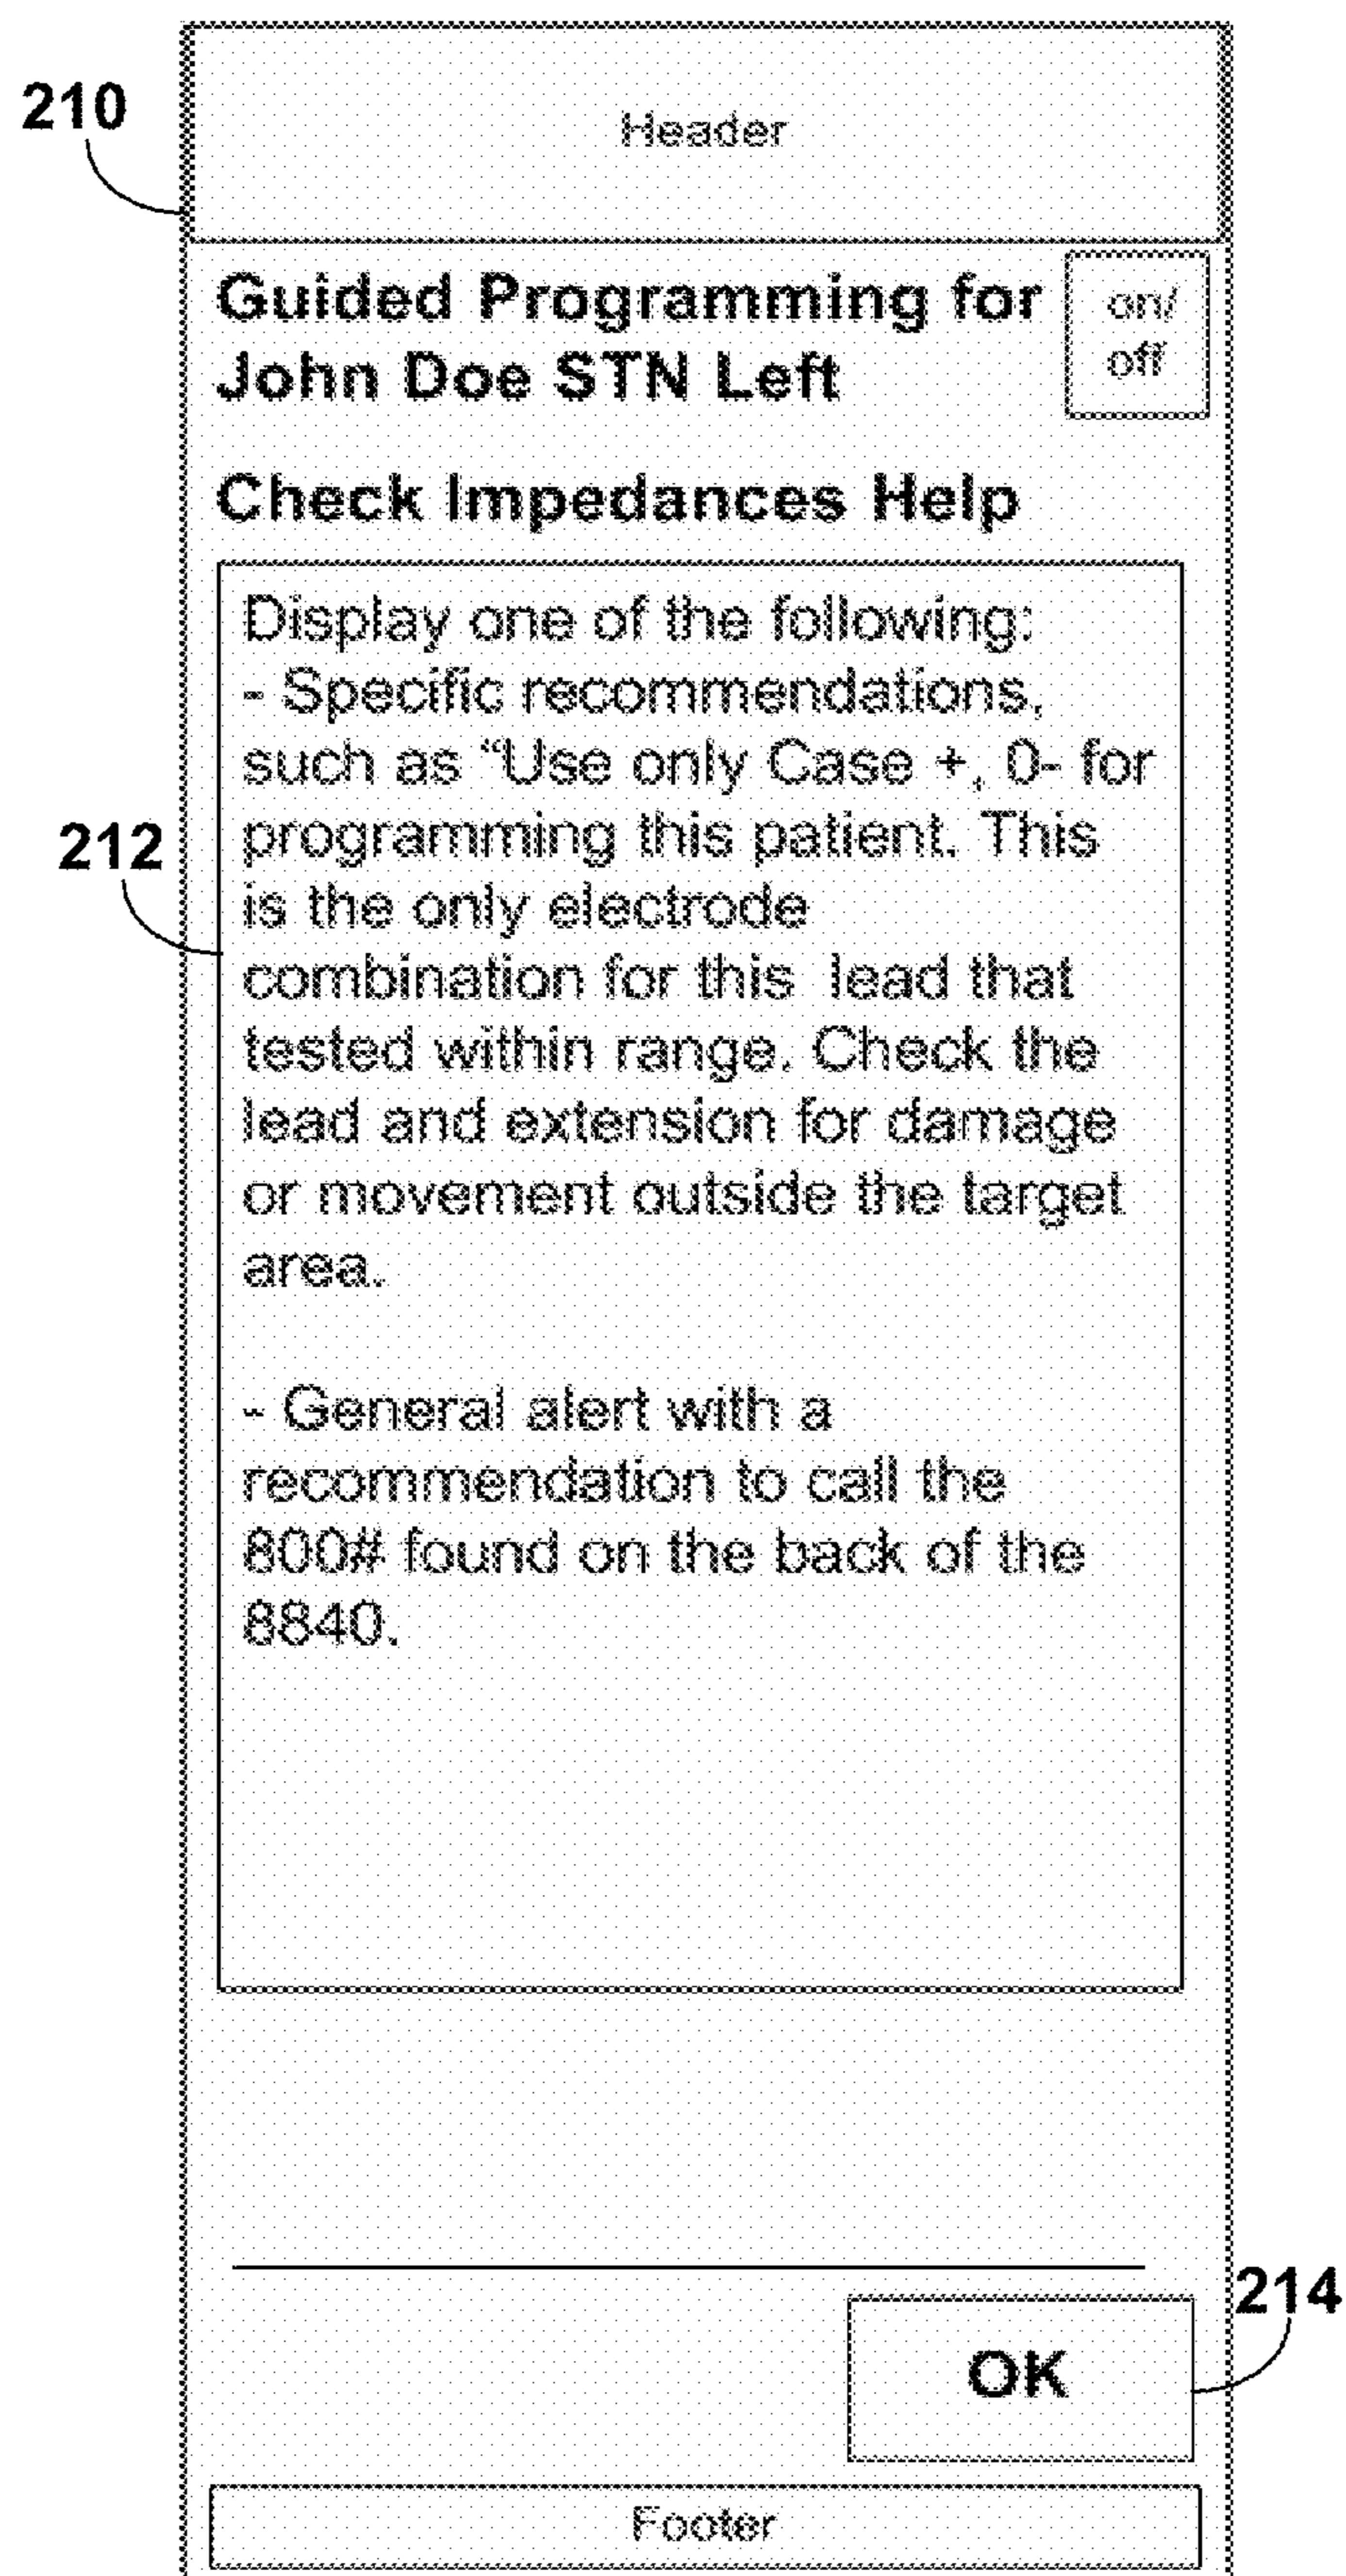 210
Header
Guided Programming for
John Doe STN Left
on/
off
Check Impedances Help
Display one of the following:
- Specific recommendations,
such as “Use only Case +, 0- for
programming this patient. This
is the only electrode
combination for this lead that
tested within range. Check the
lead and extension for damage
or movement outside the target
area.
212
- General alert with a
recommendation to call the
800# found on the back of the
8840.
214
OK
Footer